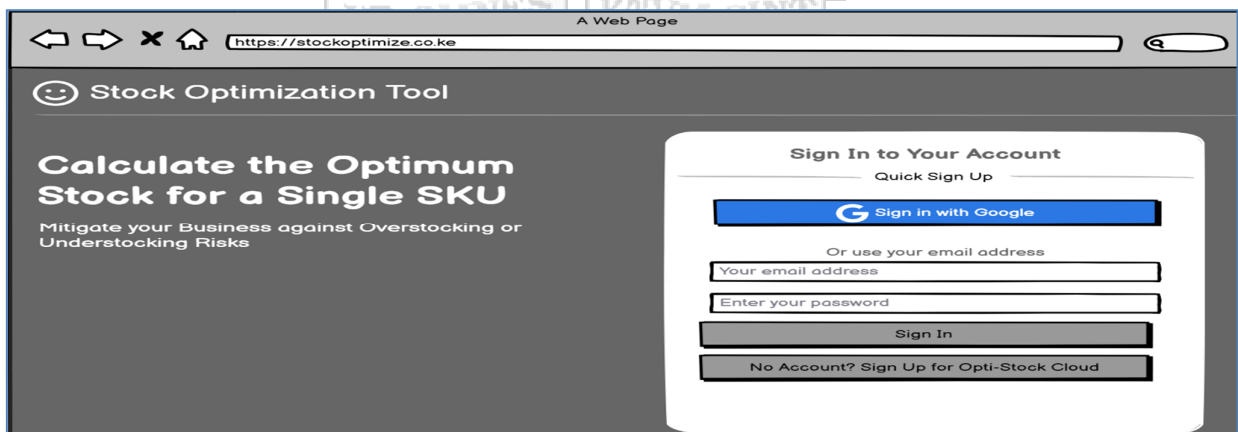 A Web Page
https://stockoptimize.co.ke
Stock Optimization Tool
Calculate the Optimum
Stock for a Single SKU
Mitigate your Business against Overstocking or
Understocking Risks
Sign In to Your Account
Quick Sign Up
Sign in with Google
Or use your email address
Your email address
Enter your password
Sign In
No Account? Sign Up for Opti-Stock Cloud